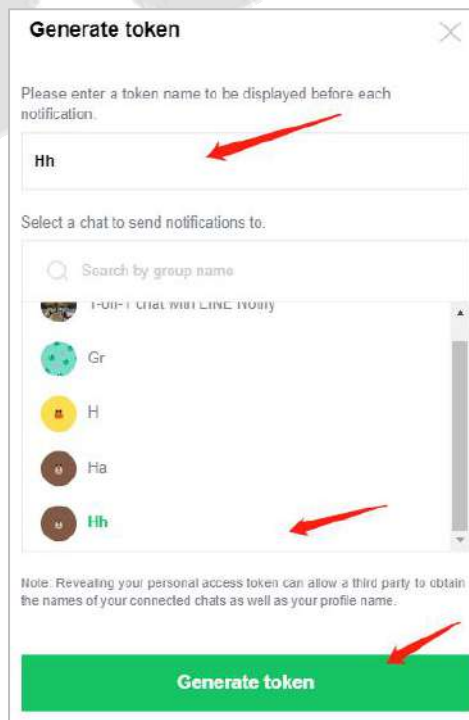 Generate token
Please enter a token name to be displayed before each
notification.
Hh
Select a chat to send notifications to.
Search by group name
1-on-1 chat with LINE Notify
Gr
H
Ha
Hh
Note: Revealing your personal access token can allow a third party to obtain
the names of your connected chats as well as your profile name.
Generate token